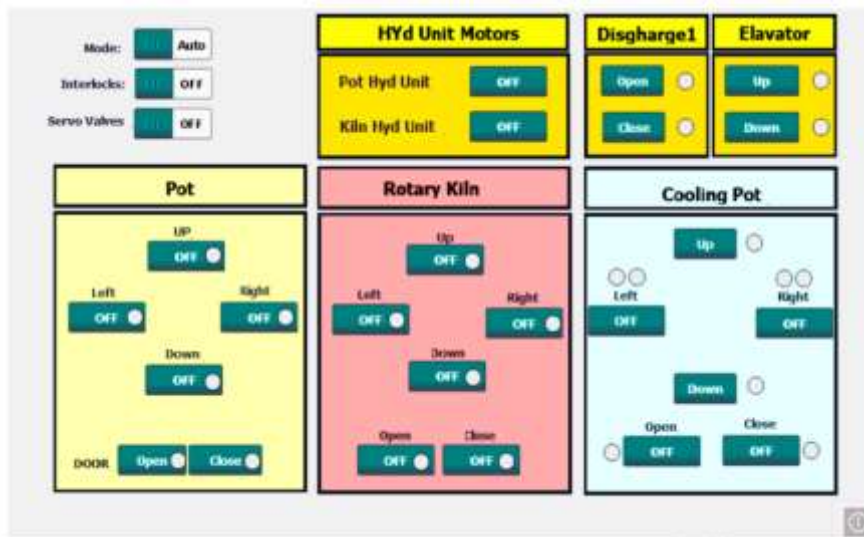 Mode: Auto
Interlocks: OFF
Servo Valves OFF
HYd Unit Motors
Pot Hyd Unit OFF
Kiln Hyd Unit OFF
Disgharge1
Open
Close
Elavator
Up
Down
Pot
UP
OFF
Left Right
OFF OFF
Down
OFF
DOOR Open Close
Rotary Kiln
Up
OFF
Left Right
OFF OFF
Down
OFF
Open Close
OFF OFF
Cooling Pot
Up
Left Right
OFF OFF
Down
Open Close
OFF OFF